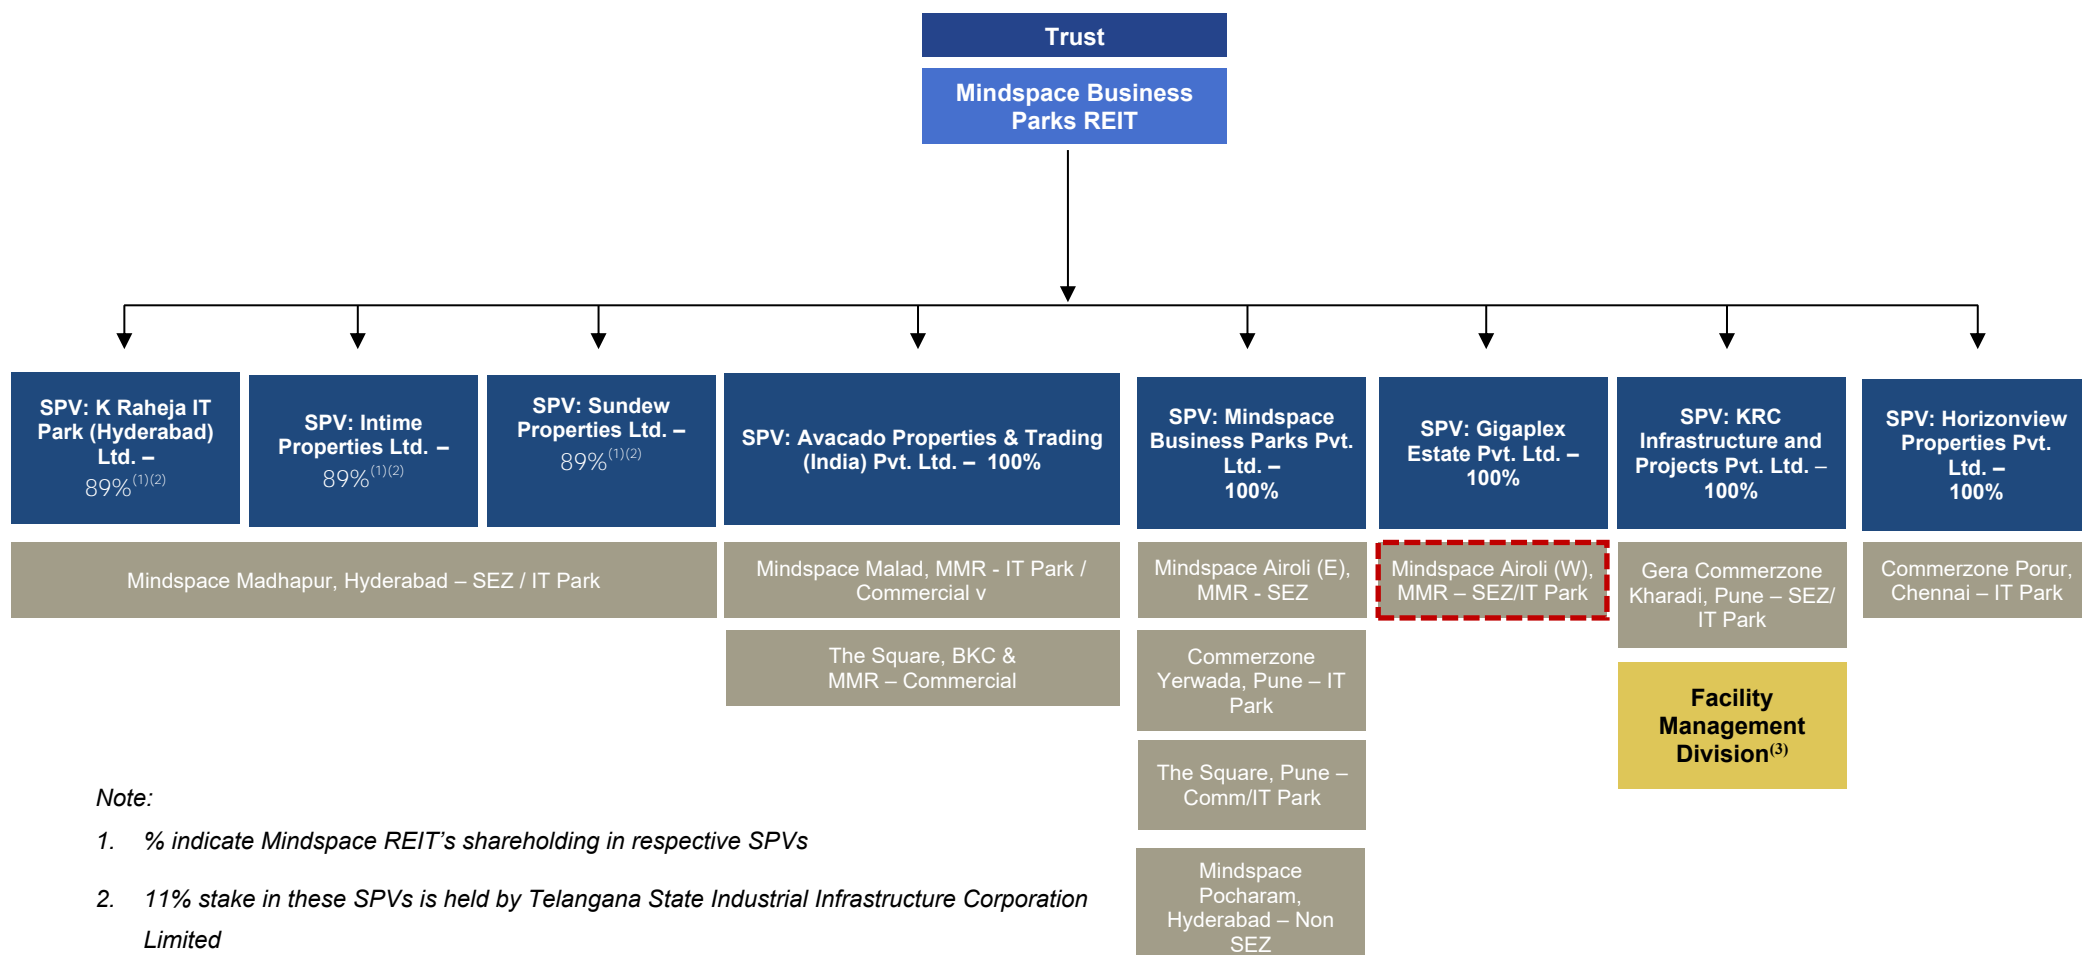 Trust
Mindspace Business
Parks REIT
SPV: K Raheja IT
Park (Hyderabad)
Ltd. –
89%(1)(2)
SPV: Intime
Properties Ltd. –
89%(1)(2)
SPV: Sundew
Properties Ltd. –
89%(1)(2)
SPV: Avacado Properties & Trading
(India) Pvt. Ltd. – 100%
SPV: Mindspace
Business Parks Pvt.
Ltd. –
100%
SPV: Gigaplex
Estate Pvt. Ltd. –
100%
SPV: KRC
Infrastructure and
Projects Pvt. Ltd. –
100%
SPV: Horizonview
Properties Pvt.
Ltd. –
100%
Mindspace Madhapur, Hyderabad – SEZ / IT Park
Mindspace Malad, MMR - IT Park /
Commercial v
The Square, BKC &
MMR – Commercial
Mindspace Airoli (E),
MMR - SEZ
Commerzone
Yerwada, Pune – IT
Park
The Square, Pune –
Comm/IT Park
Mindspace
Pocharam,
Hyderabad – Non
SEZ
Mindspace Airoli (W),
MMR – SEZ/IT Park
Gera Commerzone
Kharadi, Pune – SEZ/
IT Park
Facility
Management
Division(3)
Commerzone Porur,
Chennai – IT Park
Note:
1. % indicate Mindspace REIT's shareholding in respective SPVs
2. 11% stake in these SPVs is held by Telangana State Industrial Infrastructure Corporation
Limited